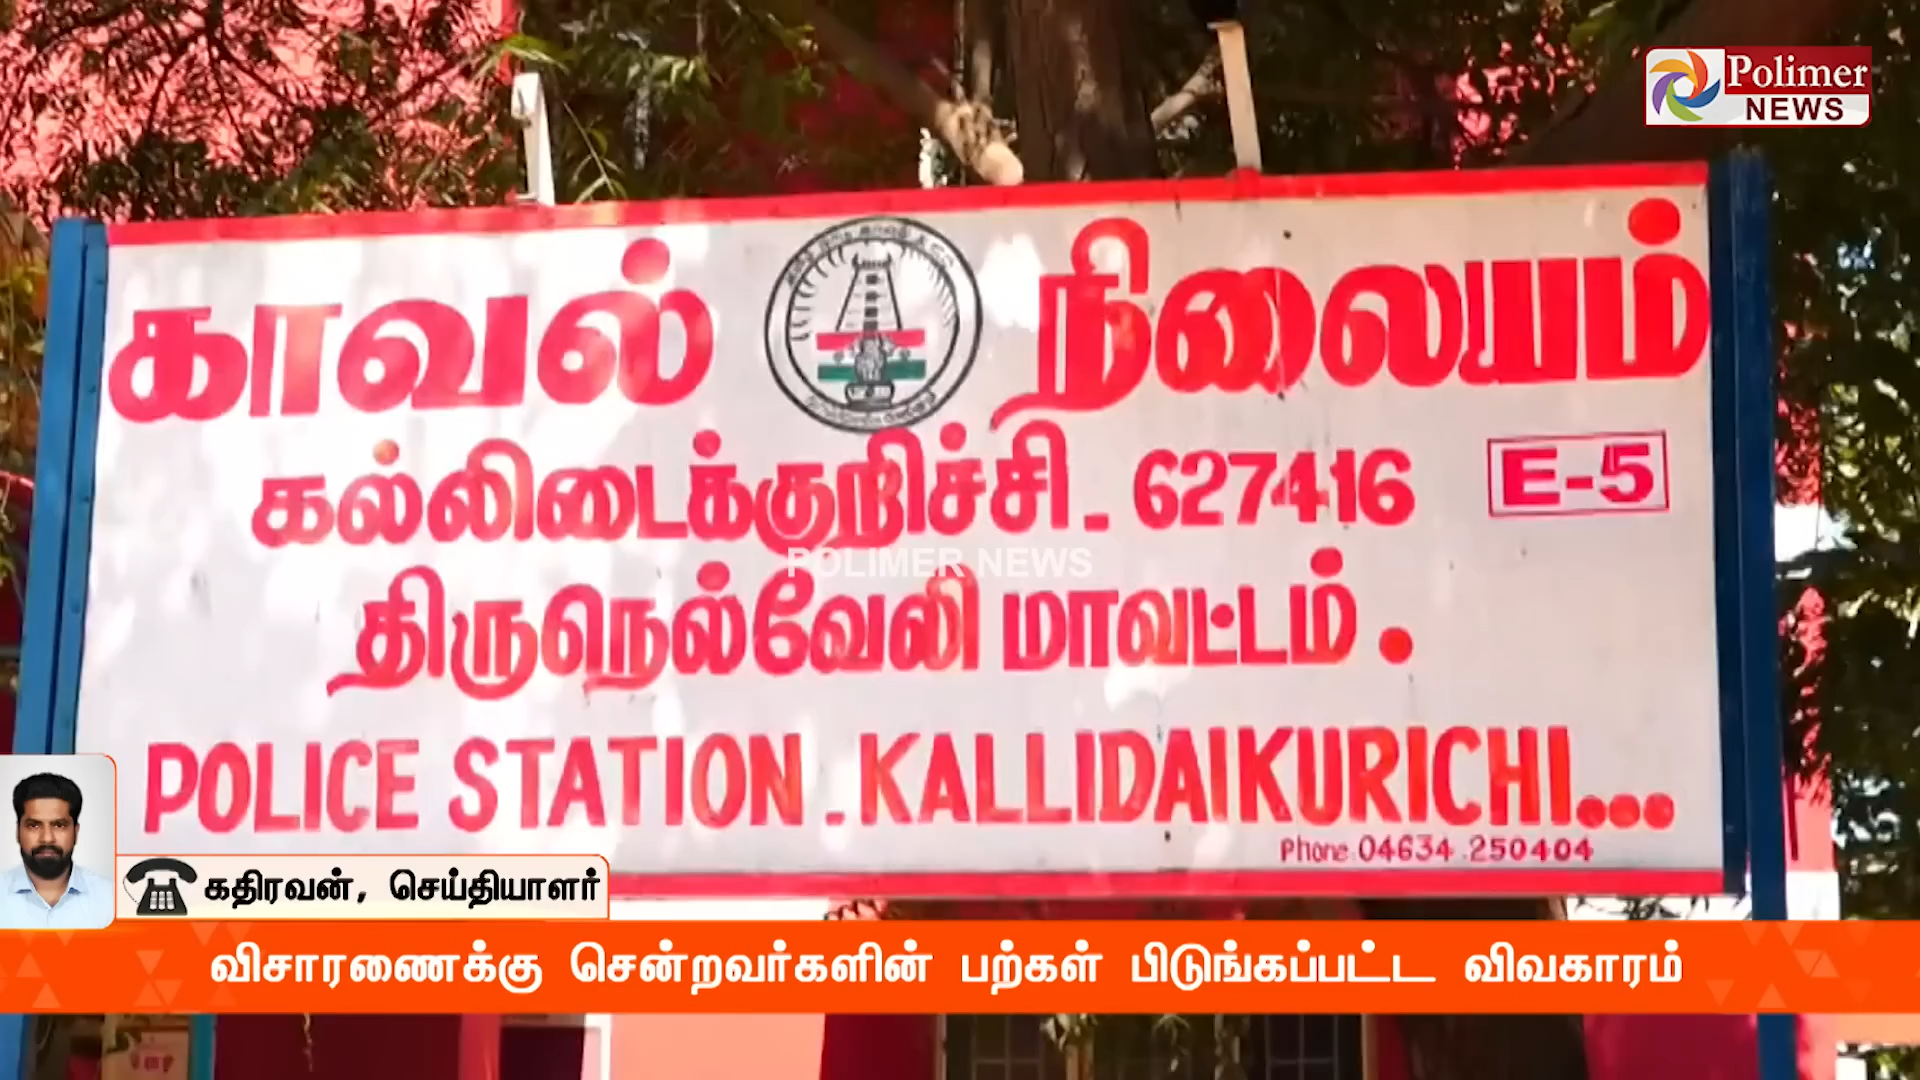 Polimer
NEWS
காவல் நிலையம்
கல்லிடைக்குறிச்சி - 627416 E-5
POLIMER NEWS
திருநெல்வேலி மாவட்டம்.
POLICE STATION - KALLIDAIKURICHI...
Phone: 04634 - 250404
கதிரவன், செய்தியாளர்
விசாரணைக்கு சென்றவர்களின் பற்கள் பிடுங்கப்பட்ட விவகாரம்